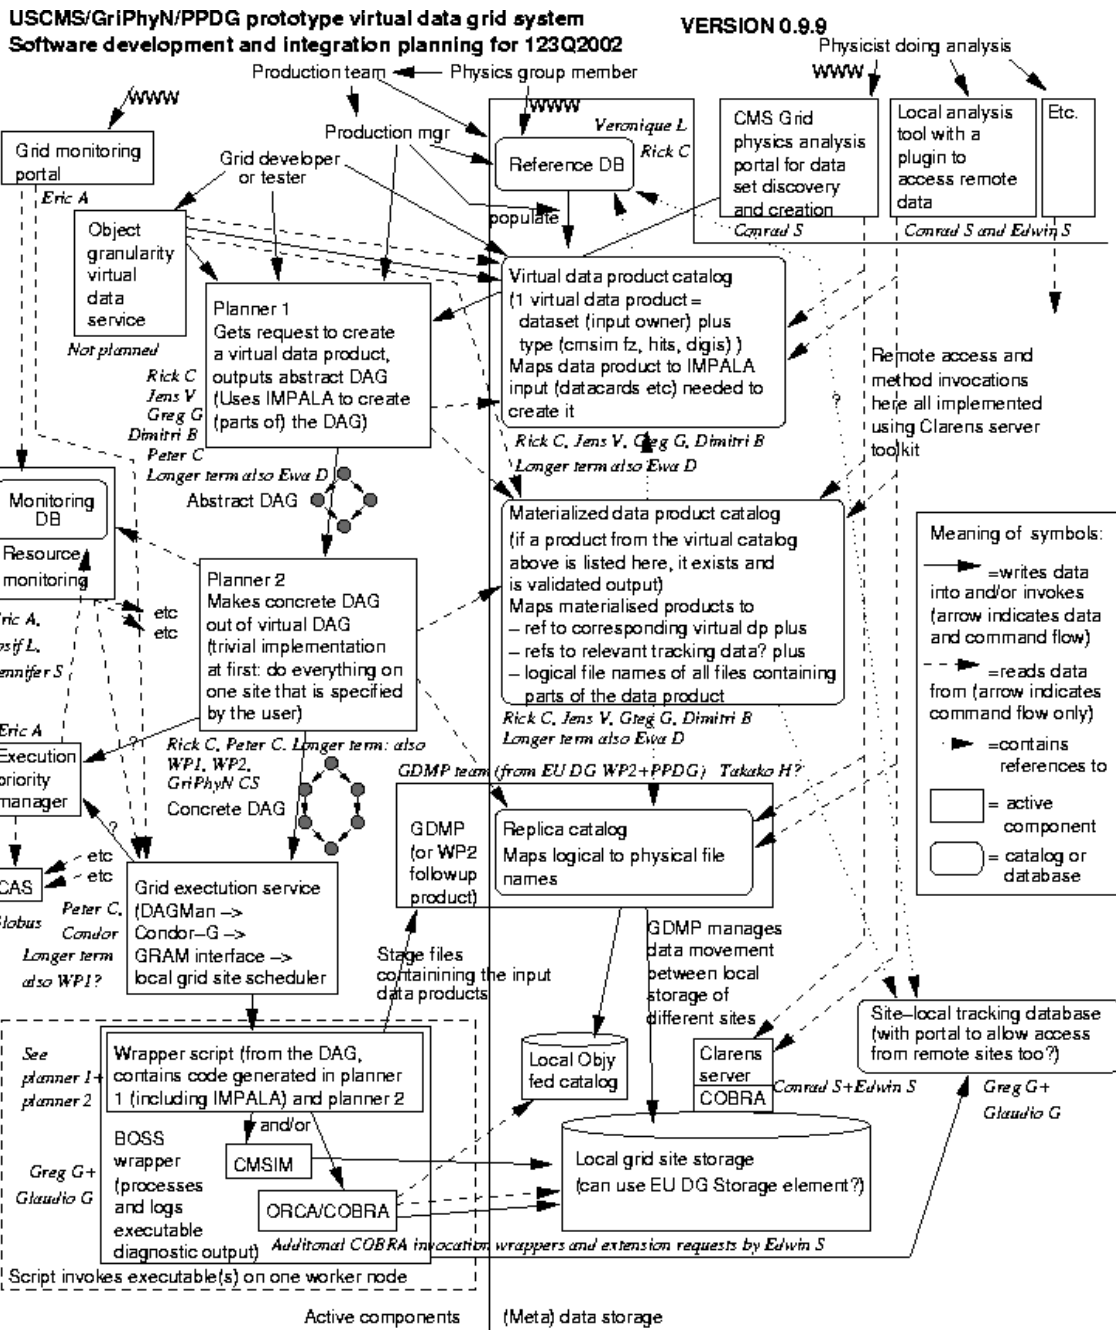 USCMS/GriPhyN/PPDG prototype virtual data grid system
Software development and integration planning for 123Q2002
VERSION 0.9.9
Physicist doing analysis
WWW
Production team
Physics group member
WWW
WWW
Production mgr
Veronique L
Rick C
Reference DB
populate
Grid developer
or tester
Grid monitoring
portal
Eric A
CMS Grid
physics analysis
portal for data
set discovery
and creation
Conrad S
Local analysis
tool with a
plugin to
access remote
data
Conrad S and Edwin S
Etc.
Object
granularity
virtual
data
service
Not planned
Planner 1
Gets request to create
a virtual data product,
outputs abstract DAG
(Uses IMPALA to create
(parts of) the DAG)
Rick C
Jens V
Greg G
Dimitri B
Peter C
Longer term also Ewa D
Abstract DAG
Virtual data product catalog
(1 virtual data product =
dataset (input owner) plus
type (cmsim fz, hits, digis) )
Maps data product to IMPALA
input (datacards etc) needed to
create it
Rick C, Jens V, Greg G, Dimitri B
Longer term also Ewa D
?
Remote access and
method invocations
here all implemented
using Clarens server
toolkit
Monitoring
DB
Resource
monitoring
etc
etc
Planner 2
Makes concrete DAG
out of virtual DAG
(trivial implementation
at first: do everything on
one site that is specified
by the user)
Rick C, Peter C. Longer term: also
WP1, WP2,
GriPhyN CS
Concrete DAG
Materialized data product catalog
(if a product from the virtual catalog
above is listed here, it exists and
is validated output)
Maps materialised products to
– ref to corresponding virtual dp plus
– refs to relevant tracking data? plus
– logical file names of all files containing
parts of the data product
Rick C, Jens V, Gteg G, Dimitri B
Longer term also Ewa D
Meaning of symbols:
=writes data
into and/or invokes
(arrow indicates data
and command flow)
=reads data
from (arrow indicates
command flow only)
=contains
references to
= active
component
= catalog or
database
Eric A
Execution
priority
manager
?
?
etc
etc
CAS
Globus
Peter C,
Condor
Longer term
also WP1?
Grid exectution service
(DAGMan –>
Condor–G –>
GRAM interface –>
local grid site scheduler
GDMP team (from EU DG WP2+PPDG)
Takako H?
GDMP
(or WP2
followup
product)
Replica catalog
Maps logical to physical file
names
Stage files
containining the input
data products
GDMP manages
data movement
between local
storage of
different sites
Site–local tracking database
(with portal to allow access
from remote sites too?)
Greg G+
Glaudio G
See
planner 1+
planner 2
Wrapper script (from the DAG,
contains code generated in planner
1 (including IMPALA) and planner 2
and/or
Greg G+
Glaudio G
BOSS
wrapper
(processes
and logs
executable
diagnostic output)
CMSIM
ORCA/COBRA
Local Objy
fed catalog
Clarens
server
COBRA
Conrad S+Edwin S
Local grid site storage
(can use EU DG Storage element?)
Additonal COBRA invocation wrappers and extension requests by Edwin S
Script invokes executable(s) on one worker node
Active components
(Meta) data storage